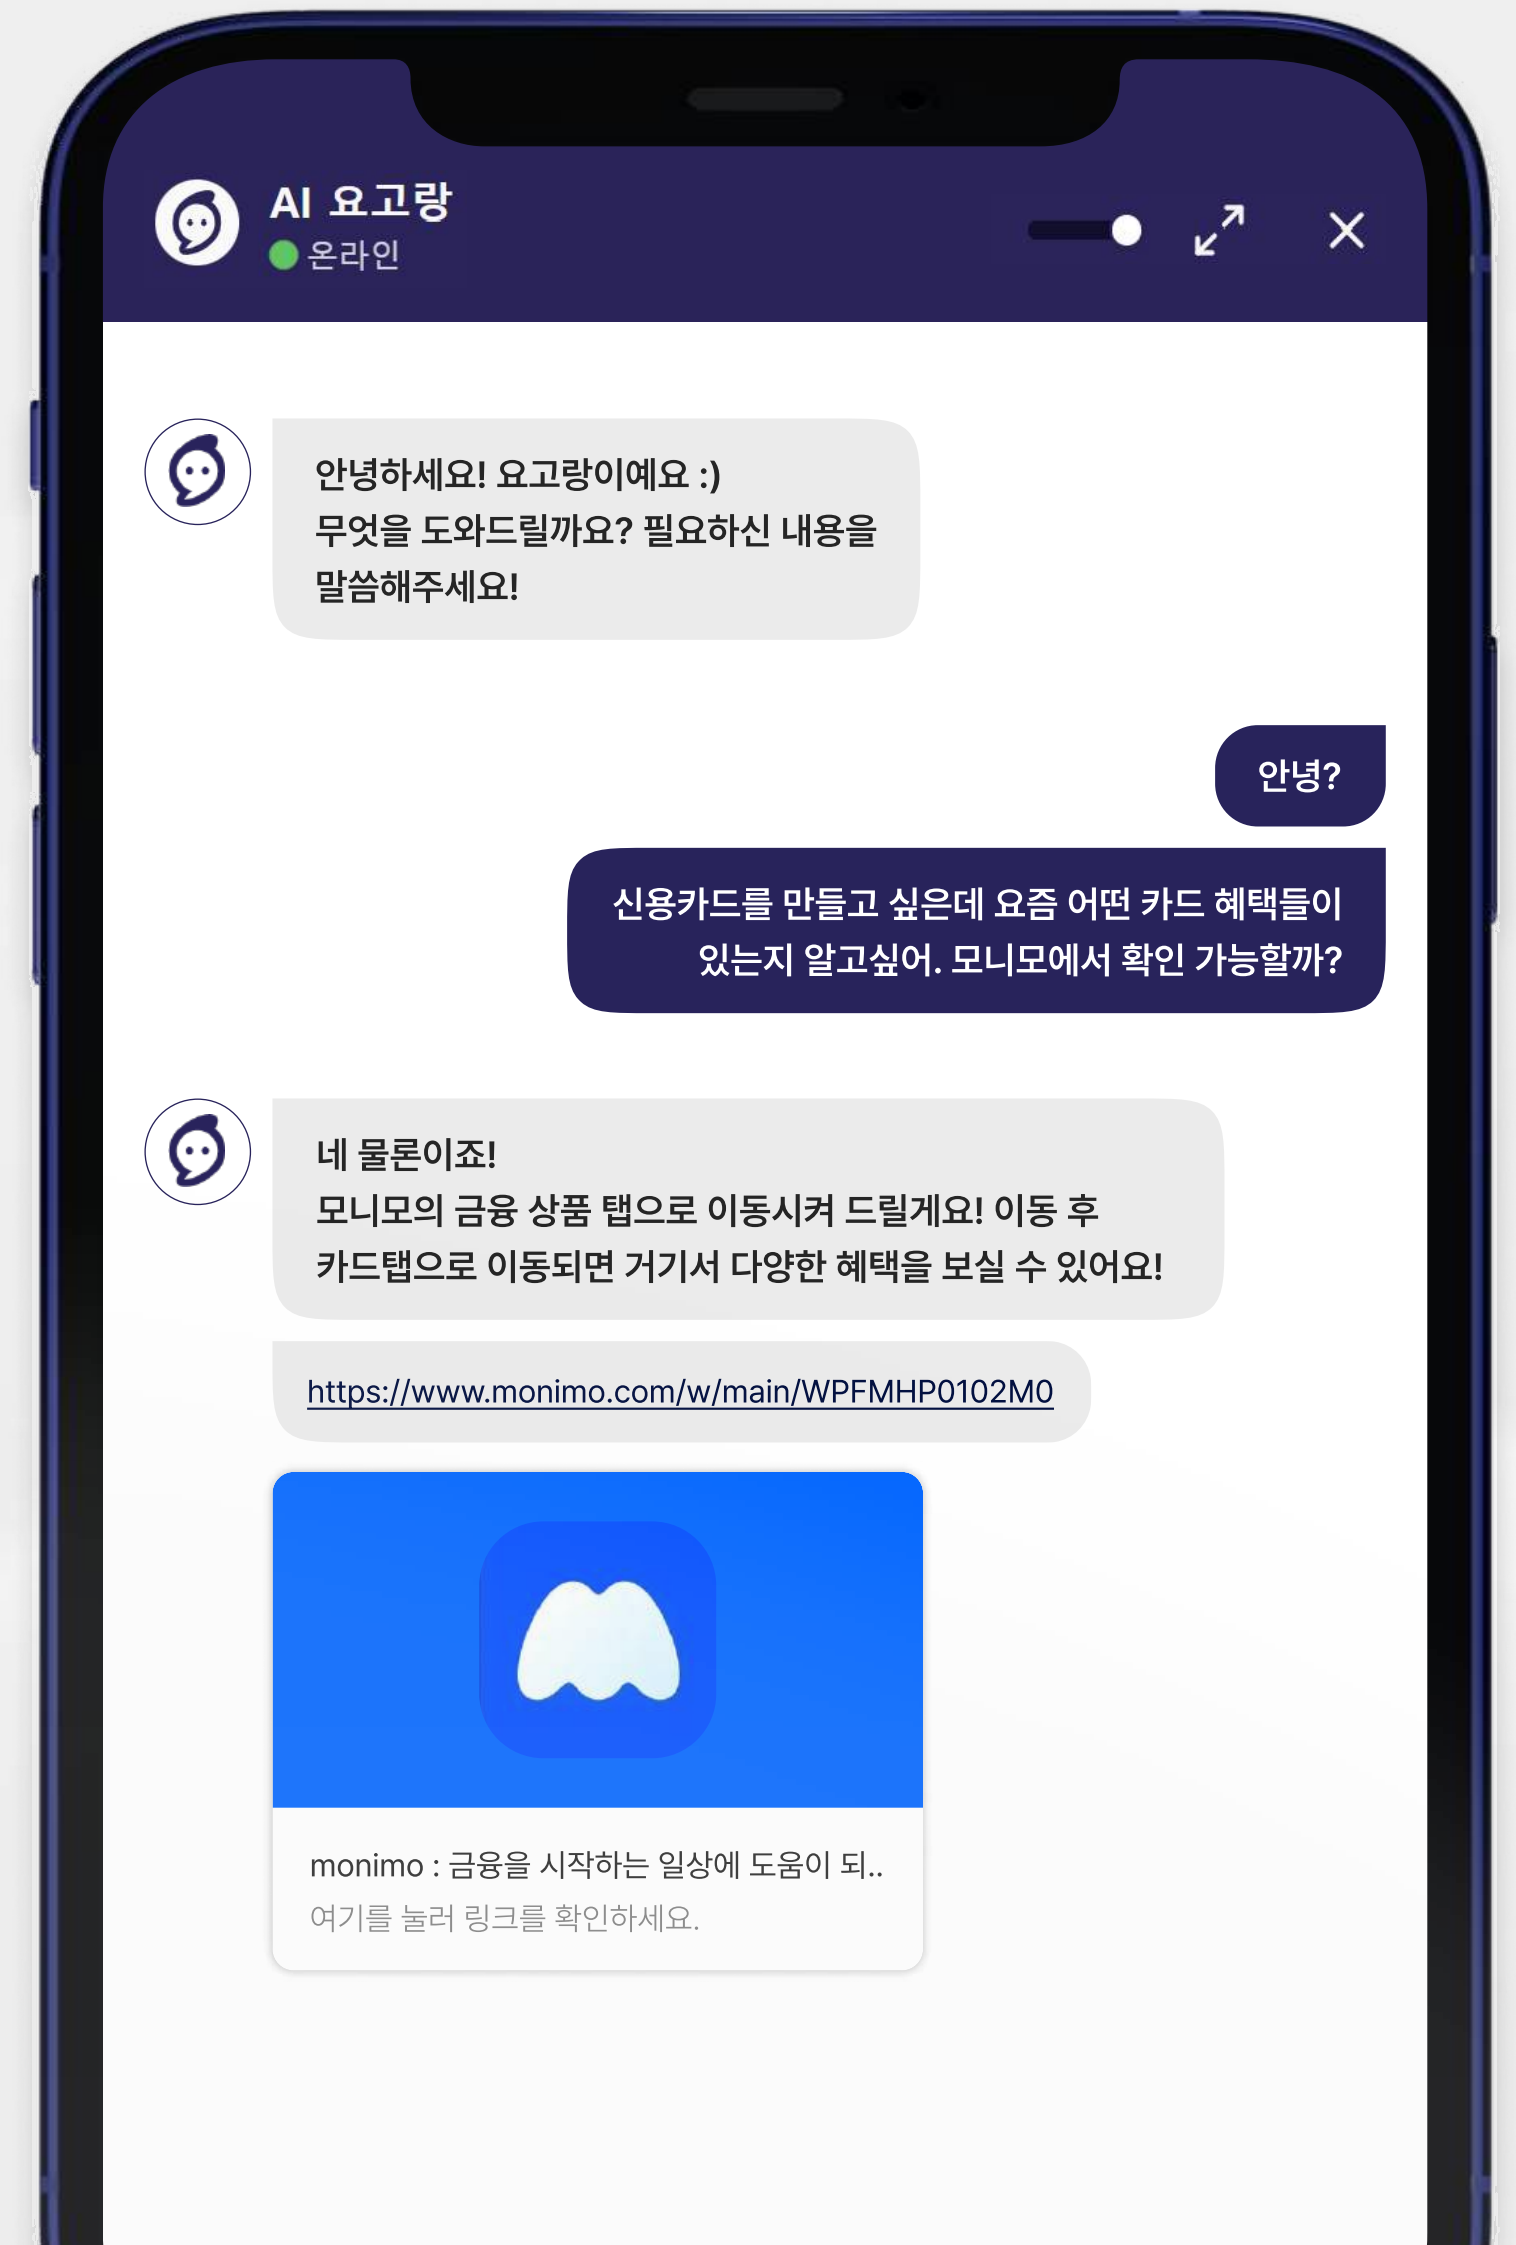 AI 요고랑
온라인
안녕하세요! 요고랑이예요 :)
무엇을 도와드릴까요? 필요하신 내용을
말씀해주세요!
안녕?
신용카드를 만들고 싶은데 요즘 어떤 카드 혜택들이
있는지 알고싶어. 모니모에서 확인 가능할까?
네 물론이죠!
모니모의 금융 상품 탭으로 이동시켜 드릴게요! 이동 후
카드탭으로 이동되면 거기서 다양한 혜택을 보실 수 있어요!
https://www.monimo.com/w/main/WPFMHP0102M0
monimo : 금융을 시작하는 일상에 도움이 되..
여기를 눌러 링크를 확인하세요.